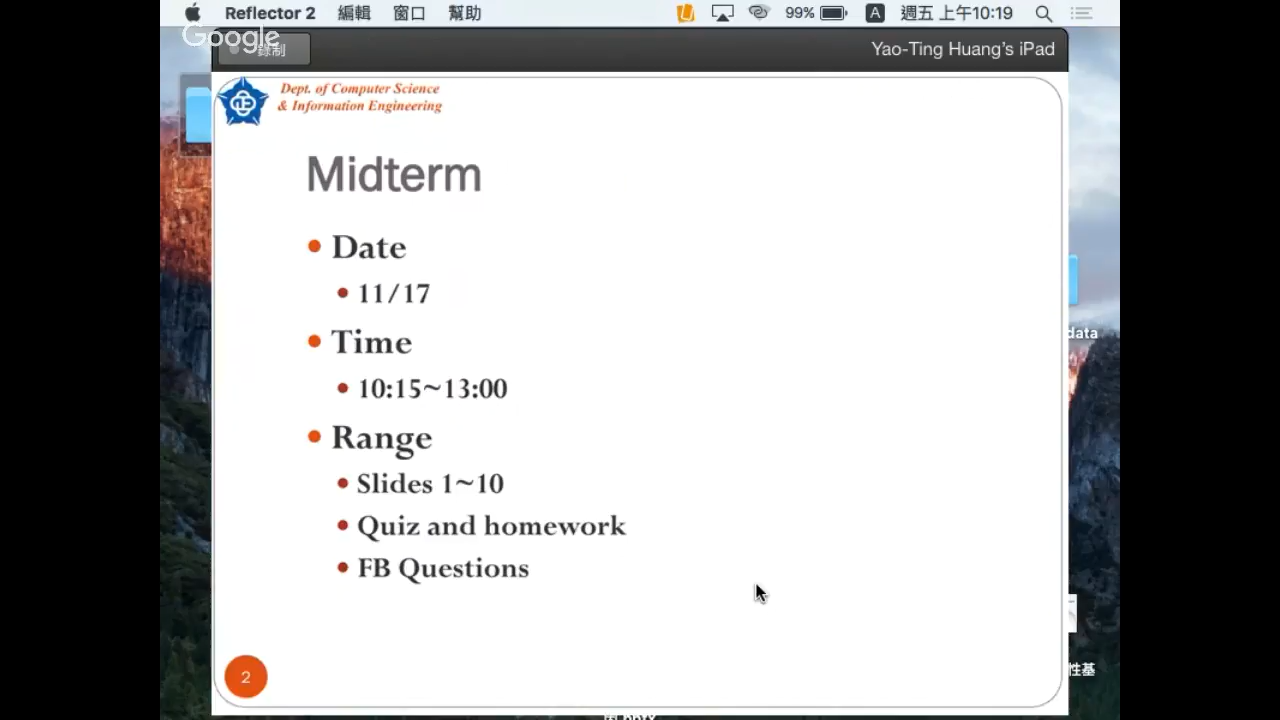 Reflector 2 編輯 窗口 幫助 99% A 週五 上午10:19
Google
錄制 Yao-Ting Huang's iPad
Dept. of Computer Science
& Information Engineering
Midterm
Date
11/17
Time
10:15~13:00
Range
Slides 1~10
Quiz and homework
FB Questions
2
data
性基